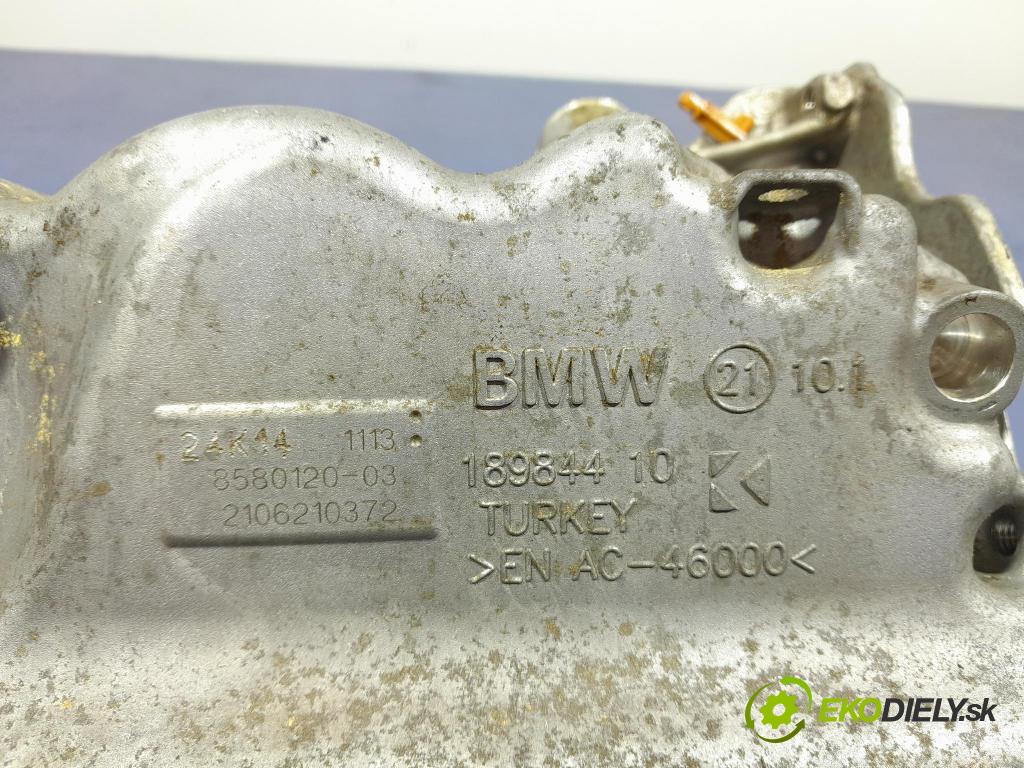 BMW 21 10.1
24K14 1113
8580120-03
2106210372
189844 10
TURKEY
>EN AC-46000<
EKODIELY.sk